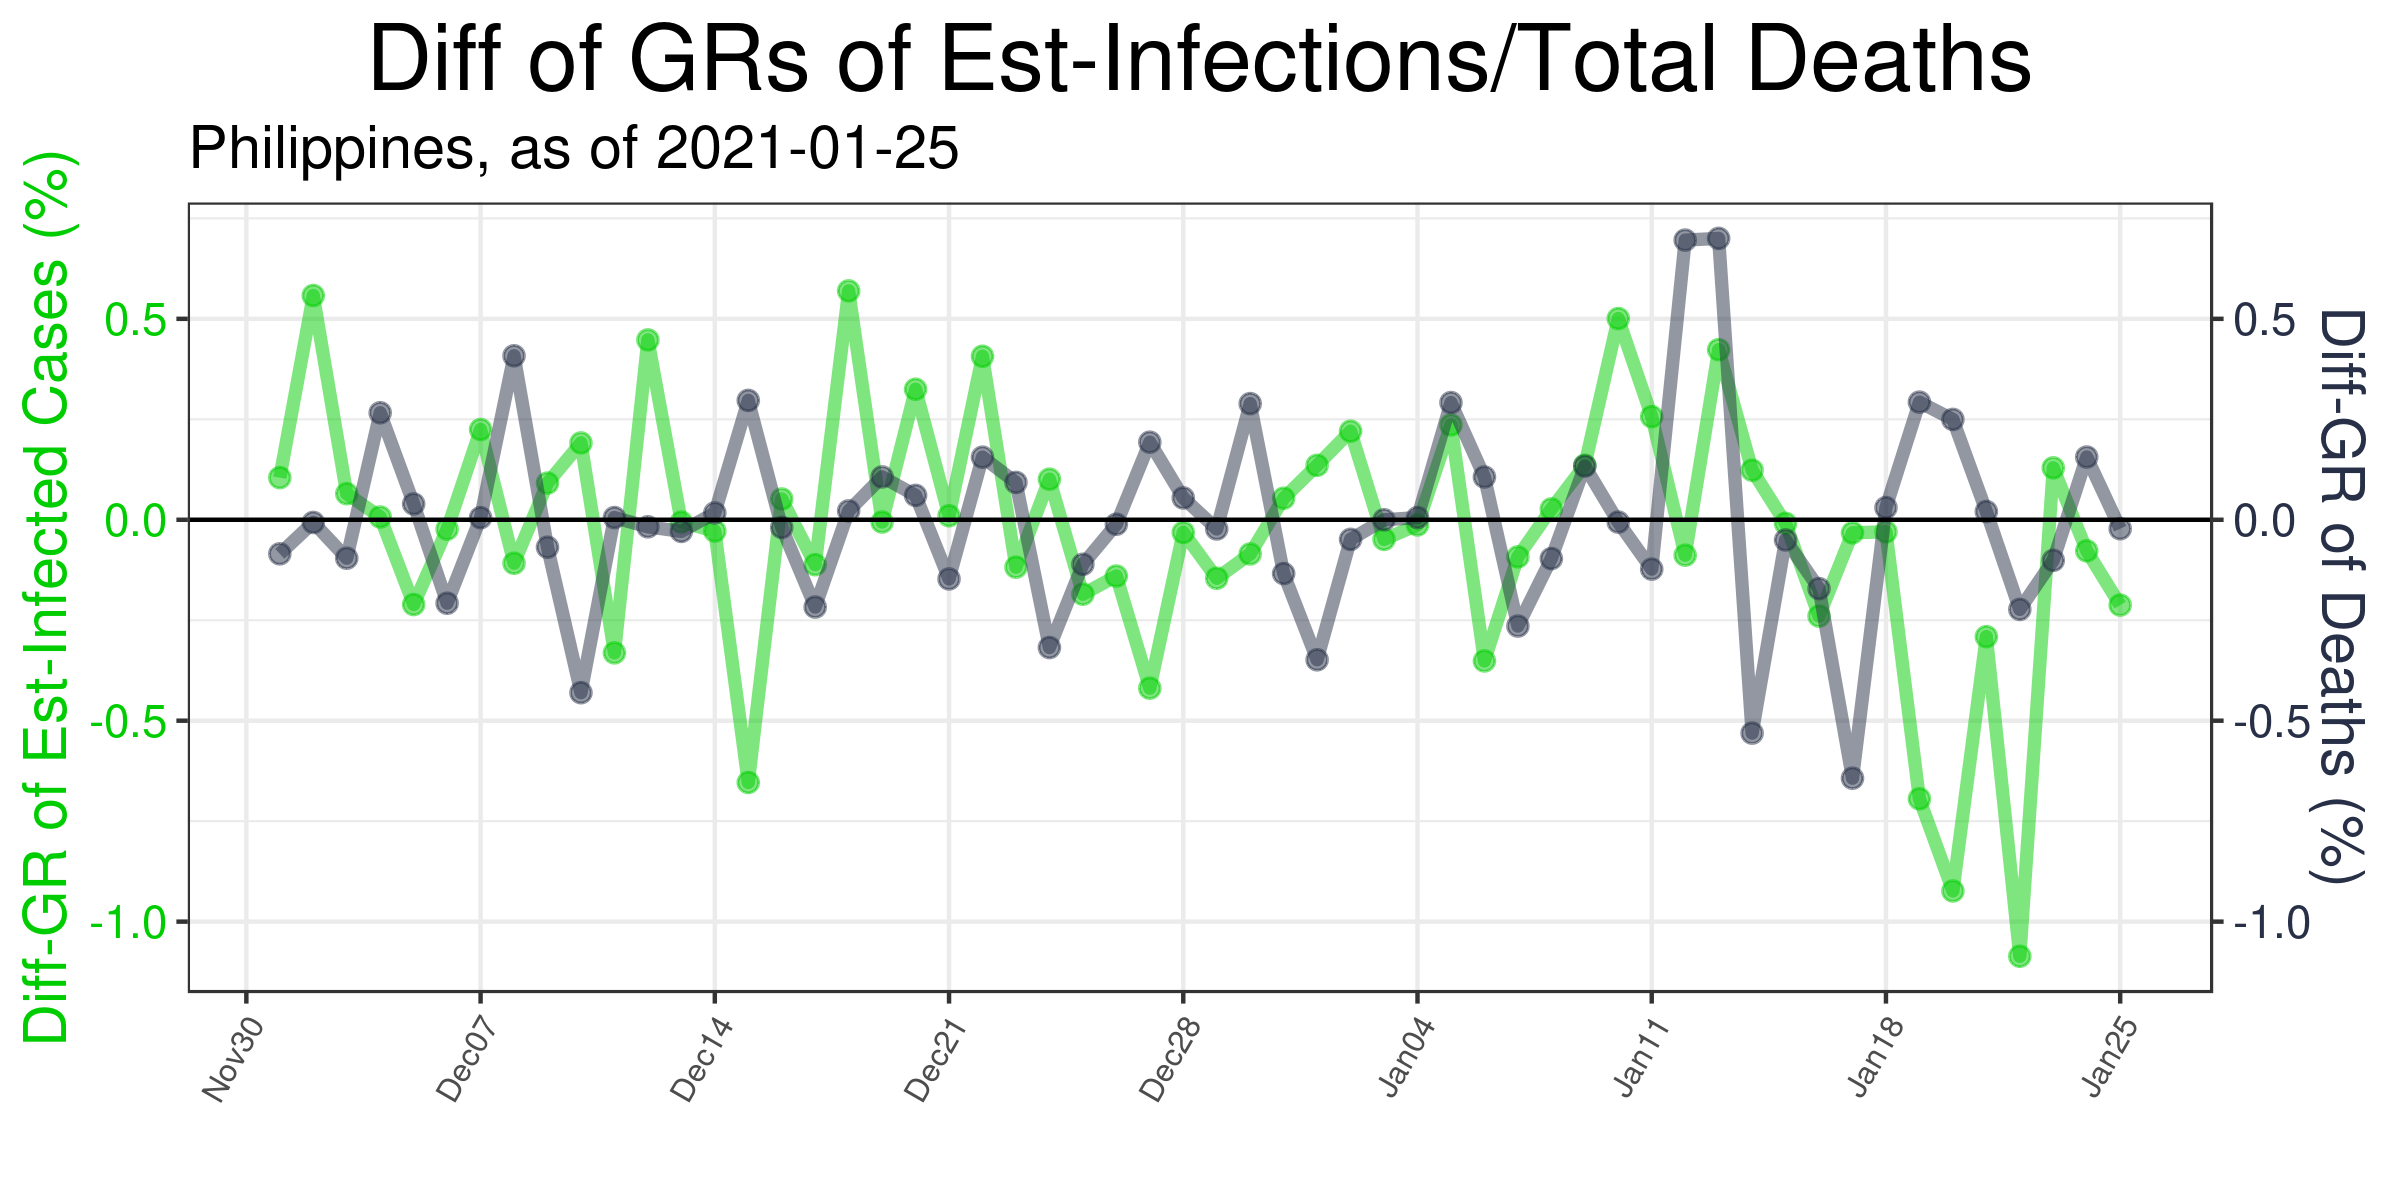 Diff of GRs of Est-Infections/Total Deaths
Philippines, as of 2021-01-25
Diff-GR of Est-Infected Cases (%)
0.5
0.0
-0.5
-1.0
0.5
0.0
-0.5
-1.0
Diff-GR of Deaths (%)
Nov30
Dec07
Dec14
Dec21
Dec28
Jan04
Jan11
Jan18
Jan25